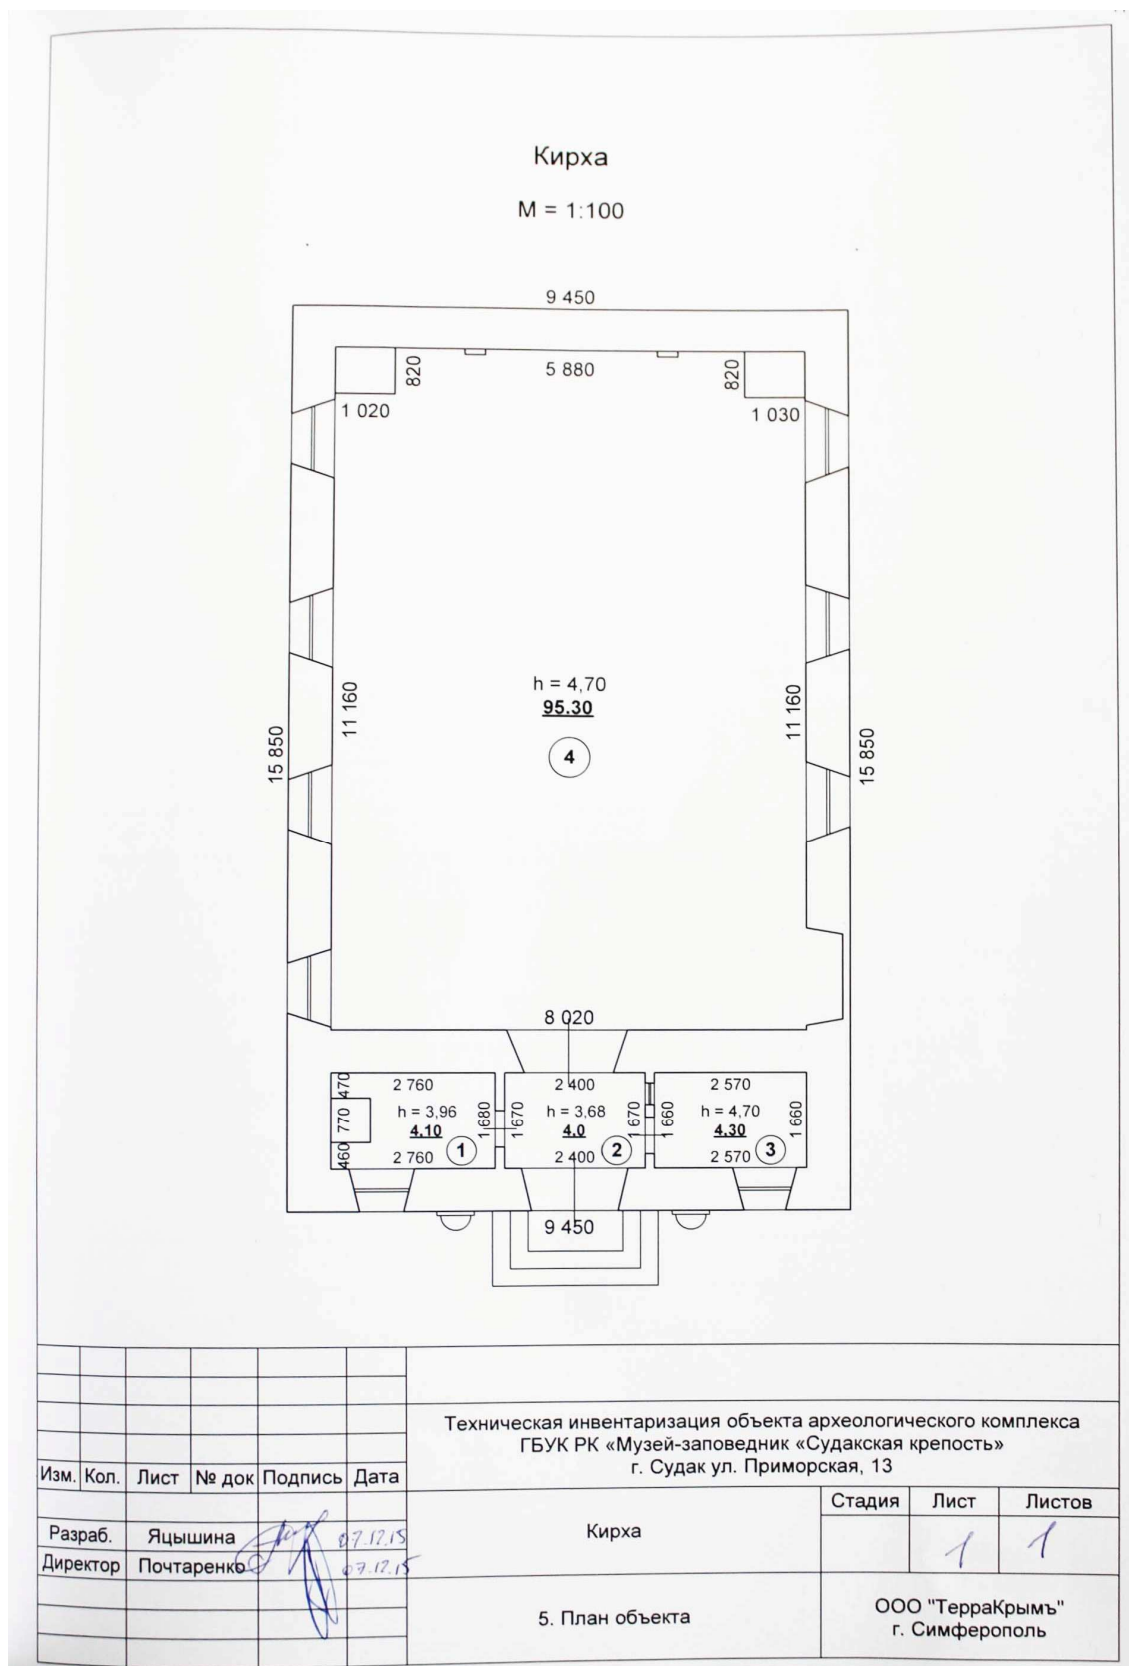 Кирха
М = 1:100
9 450
820
5 880
820
1 020
1 030
h = 4,70
95.30
4
11 160
11 160
15 850
15 850
8 020
470
2 760
2 400
2 570
770
h = 3,96
4.10
1 680
1 670
h = 3,68
4.0
1 670
1 660
h = 4,70
4.30
1 660
460
2 760
1
2 400
2
2 570
3
9 450
Техническая инвентаризация объекта археологического комплекса
ГБУК РК «Музей-заповедник «Судакская крепость»
г. Судак ул. Приморская, 13
Изм. Кол. Лист № док Подпись Дата
Стадия Лист Листов
Разраб. Яцышина 07.12.15
Кирха
1 1
Директор Почтаренко 07.12.15
5. План объекта
ООО "ТерраКрымъ"
г. Симферополь